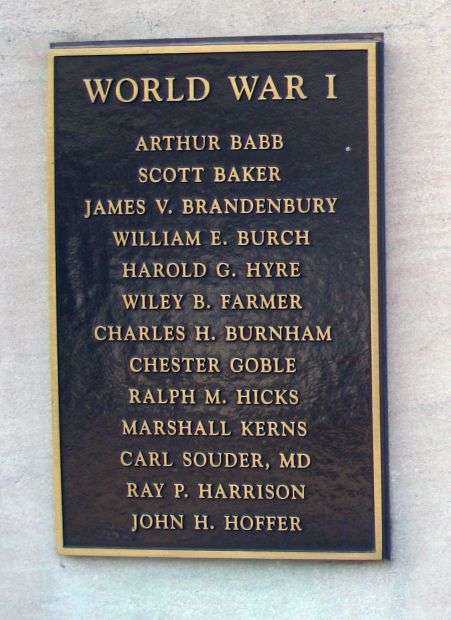 WORLD WAR I
ARTHUR BABB
SCOTT BAKER
JAMES V. BRANDENBURY
WILLIAM E. BURCH
HAROLD G. HYRE
WILEY B. FARMER
CHARLES H. BURNHAM
CHESTER GOBLE
RALPH M. HICKS
MARSHALL KERNS
CARL SOUDER, MD
RAY P. HARRISON
JOHN H. HOFFER